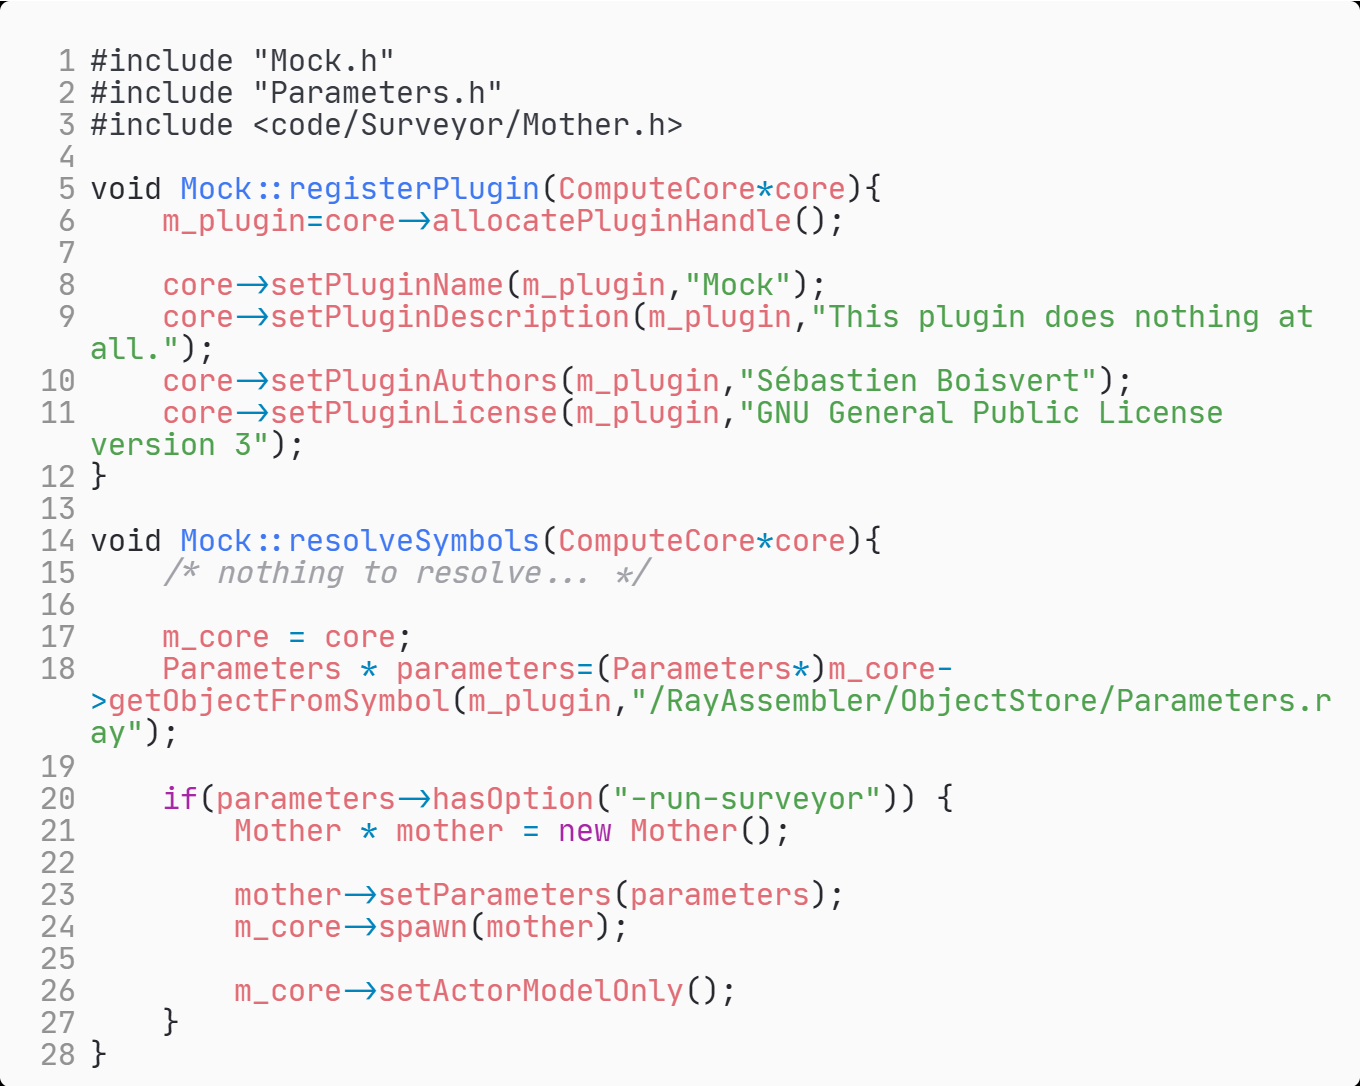 1 #include "Mock.h"
2 #include "Parameters.h"
3 #include <code/Surveyor/Mother.h>
4
5 void Mock::registerPlugin(ComputeCore*core){
6     m_plugin=core->allocatePluginHandle();
7
8     core->setPluginName(m_plugin,"Mock");
9     core->setPluginDescription(m_plugin,"This plugin does nothing at
all.");
10     core->setPluginAuthors(m_plugin,"Sébastien Boisvert");
11     core->setPluginLicense(m_plugin,"GNU General Public License
version 3");
12 }
13
14 void Mock::resolveSymbols(ComputeCore*core){
15     /* nothing to resolve... */
16
17     m_core = core;
18     Parameters * parameters=(Parameters*)m_core-
>getObjectFromSymbol(m_plugin,"/RayAssembler/ObjectStore/Parameters.r
ay");
19
20     if(parameters->hasOption("-run-surveyor")) {
21         Mother * mother = new Mother();
22
23         mother->setParameters(parameters);
24         m_core->spawn(mother);
25
26         m_core->setActorModelOnly();
27     }
28 }